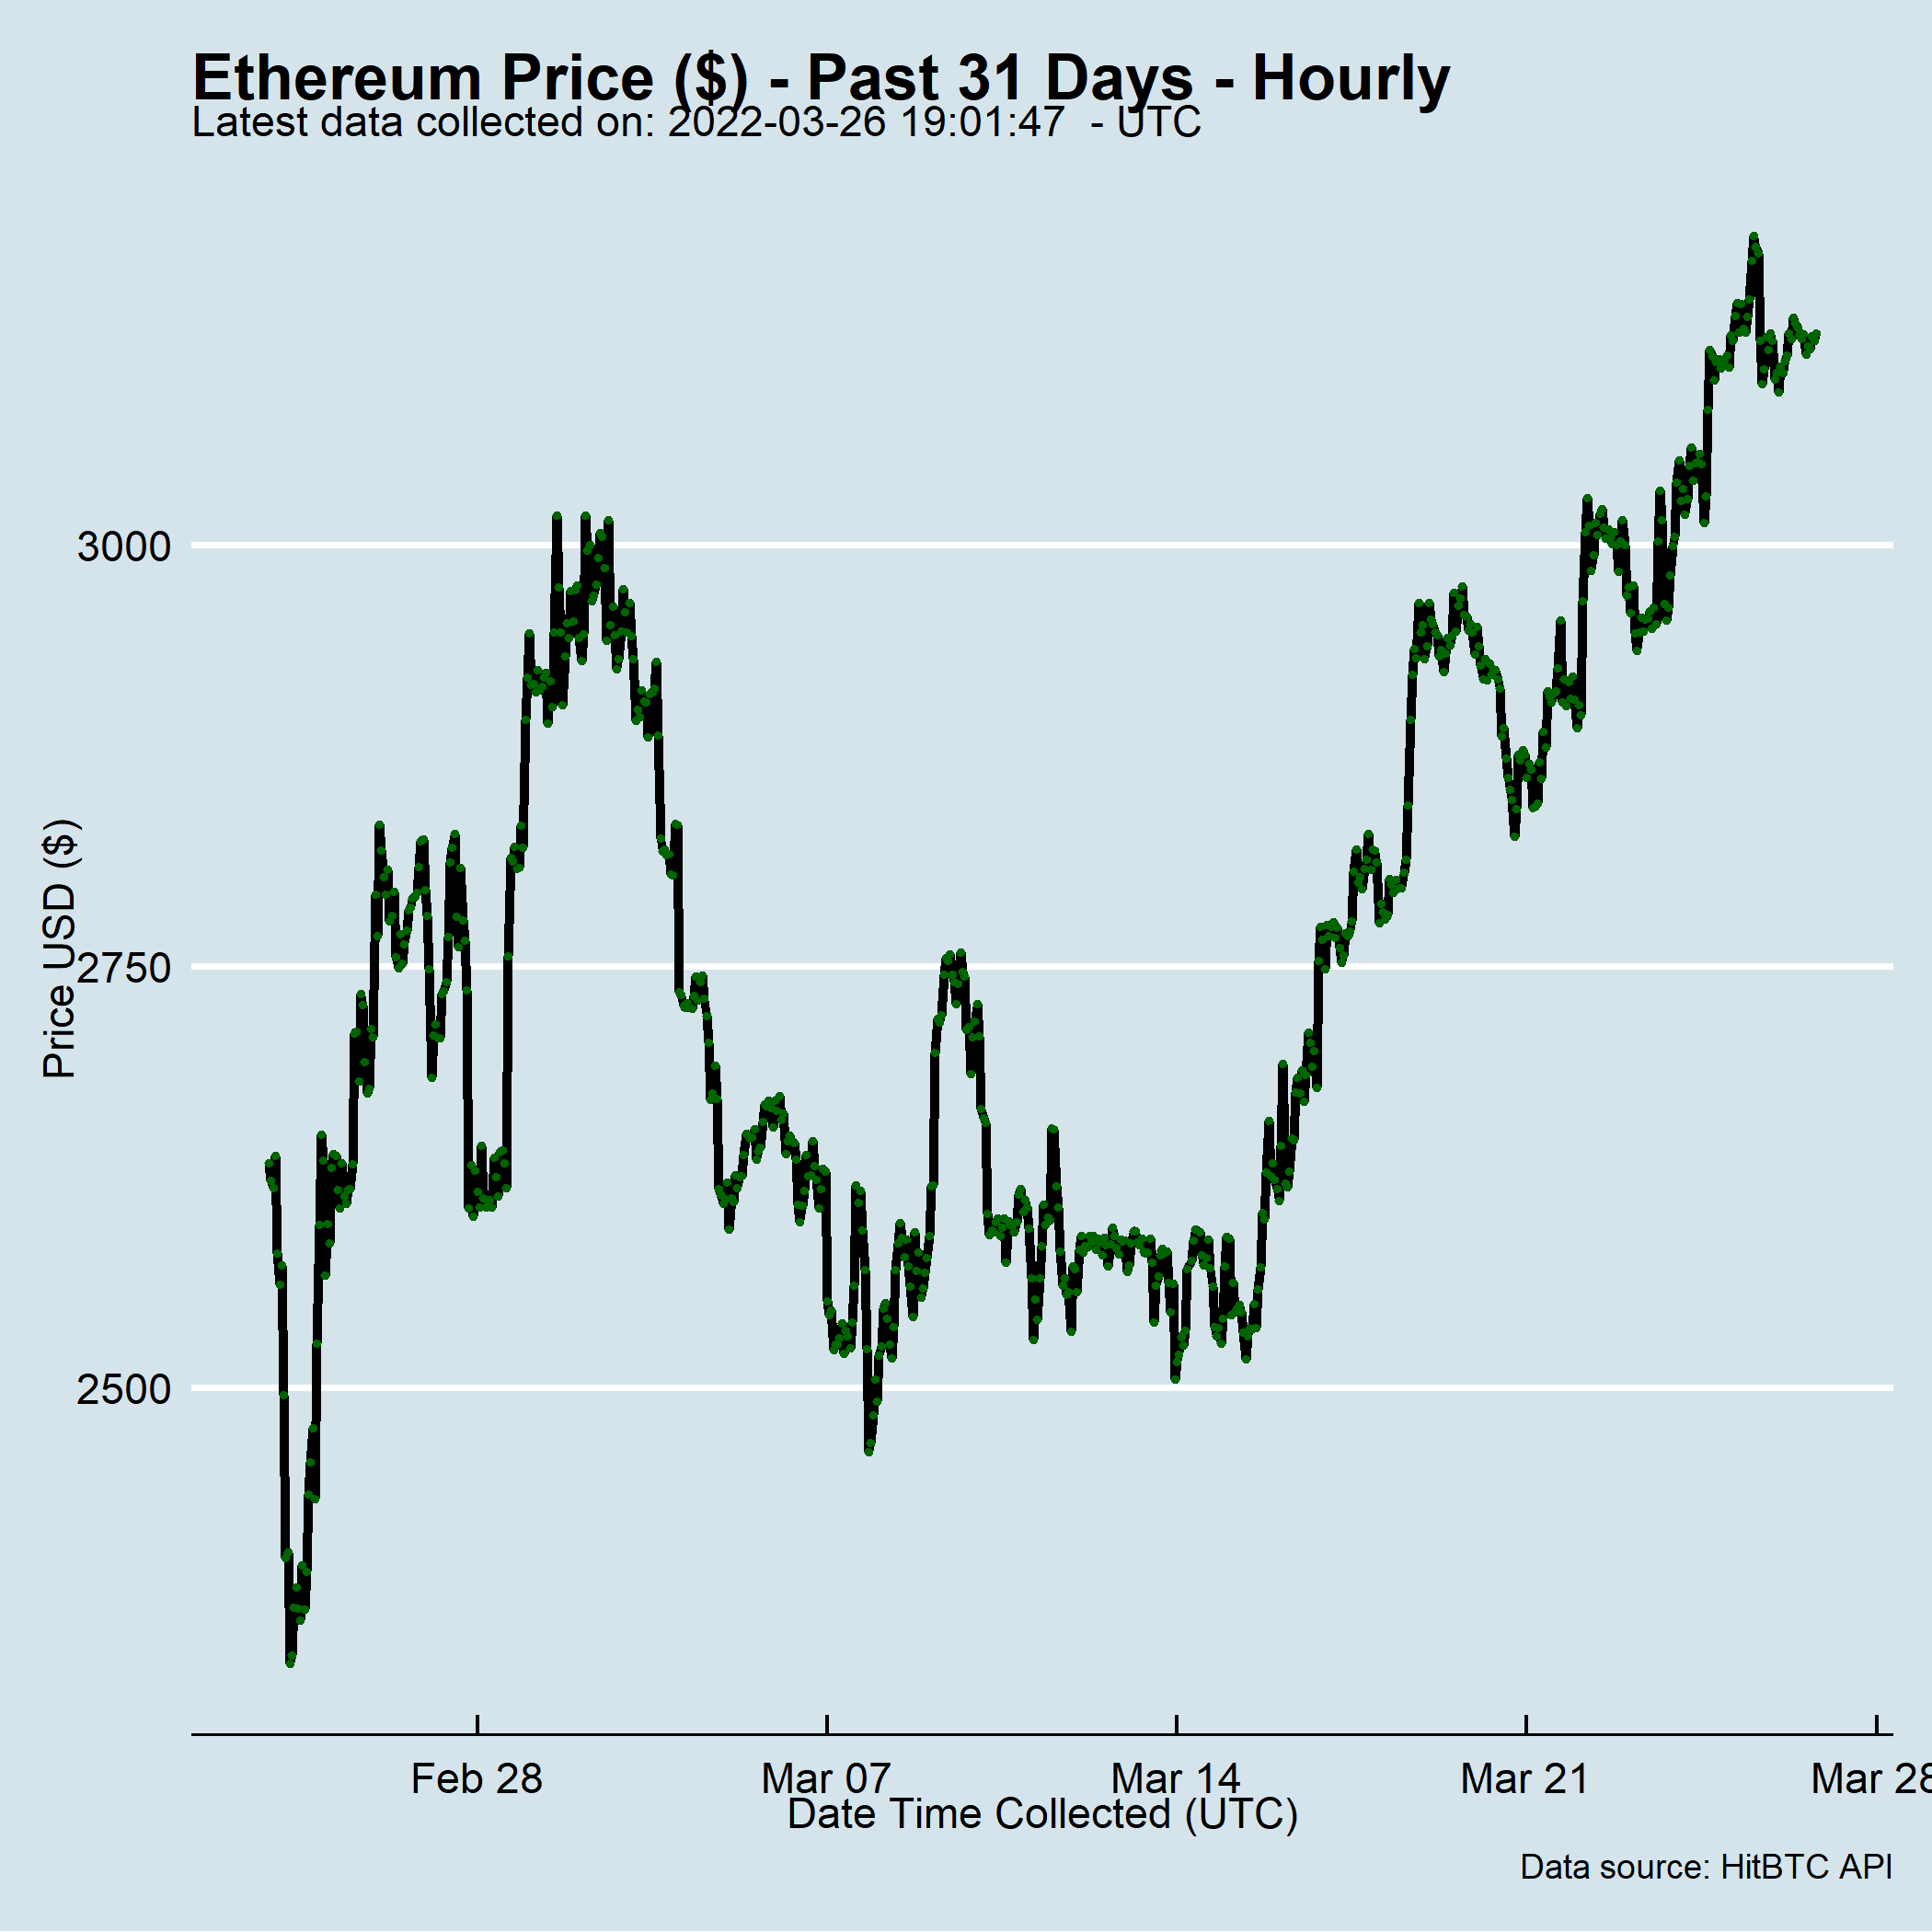 Ethereum Price ($) - Past 31 Days - Hourly
Latest data collected on: 2022-03-26 19:01:47  - UTC
3000
2750
2500
Price USD ($)
Feb 28
Mar 07
Mar 14
Mar 21
Mar 28
Date Time Collected (UTC)
Data source: HitBTC API